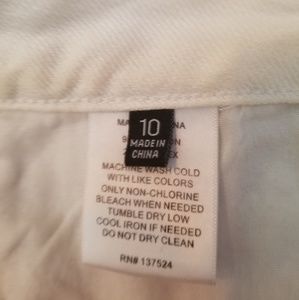 10
MADE IN
CHINA
MACHINE WASH COLD
WITH LIKE COLORS
ONLY NON-CHLORINE
BLEACH WHEN NEEDED
TUMBLE DRY LOW
COOL IRON IF NEEDED
DO NOT DRY CLEAN
RN# 137524